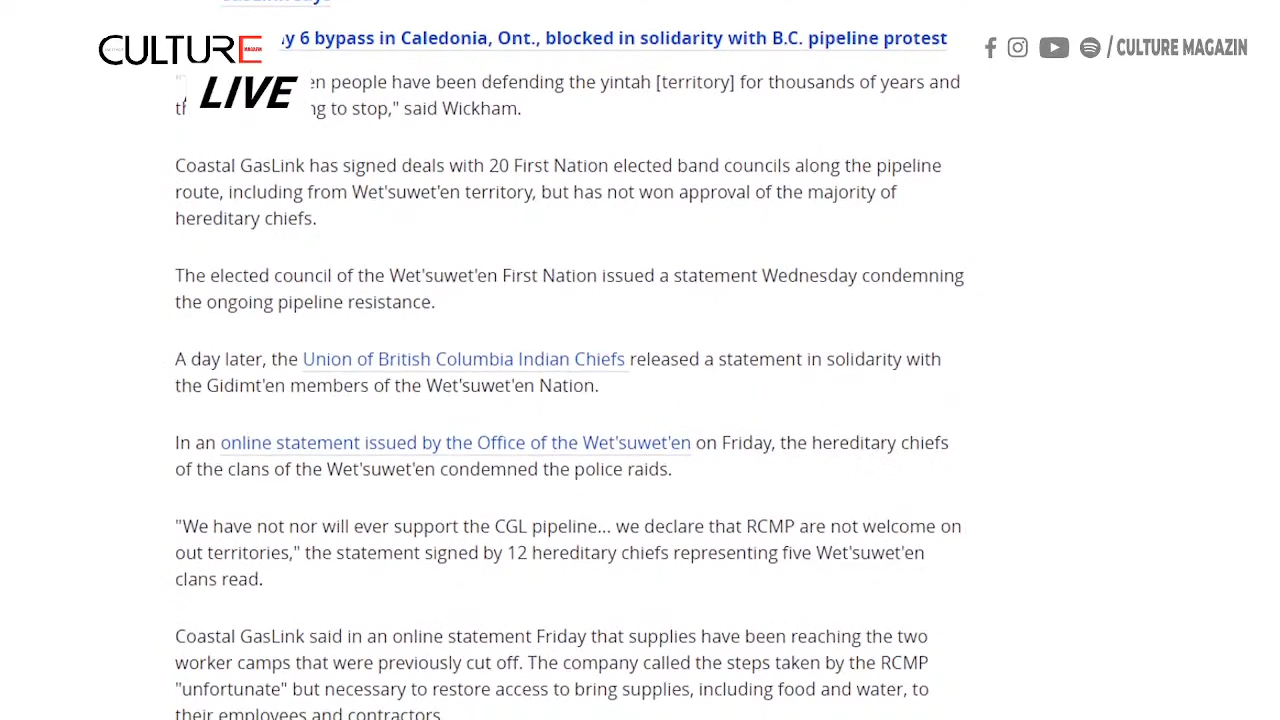 CULTURE MAGAZIN
LIVE
/ CULTURE MAGAZIN
y 6 bypass in Caledonia, Ont., blocked in solidarity with B.C. pipeline protest
en people have been defending the yintah [territory] for thousands of years and
ng to stop," said Wickham.
Coastal GasLink has signed deals with 20 First Nation elected band councils along the pipeline
route, including from Wet'suwet'en territory, but has not won approval of the majority of
hereditary chiefs.
The elected council of the Wet'suwet'en First Nation issued a statement Wednesday condemning
the ongoing pipeline resistance.
A day later, the Union of British Columbia Indian Chiefs released a statement in solidarity with
the Gidimt'en members of the Wet'suwet'en Nation.
In an online statement issued by the Office of the Wet'suwet'en on Friday, the hereditary chiefs
of the clans of the Wet'suwet'en condemned the police raids.
"We have not nor will ever support the CGL pipeline... we declare that RCMP are not welcome on
out territories," the statement signed by 12 hereditary chiefs representing five Wet'suwet'en
clans read.
Coastal GasLink said in an online statement Friday that supplies have been reaching the two
worker camps that were previously cut off. The company called the steps taken by the RCMP
"unfortunate" but necessary to restore access to bring supplies, including food and water, to
their employees and contractors.